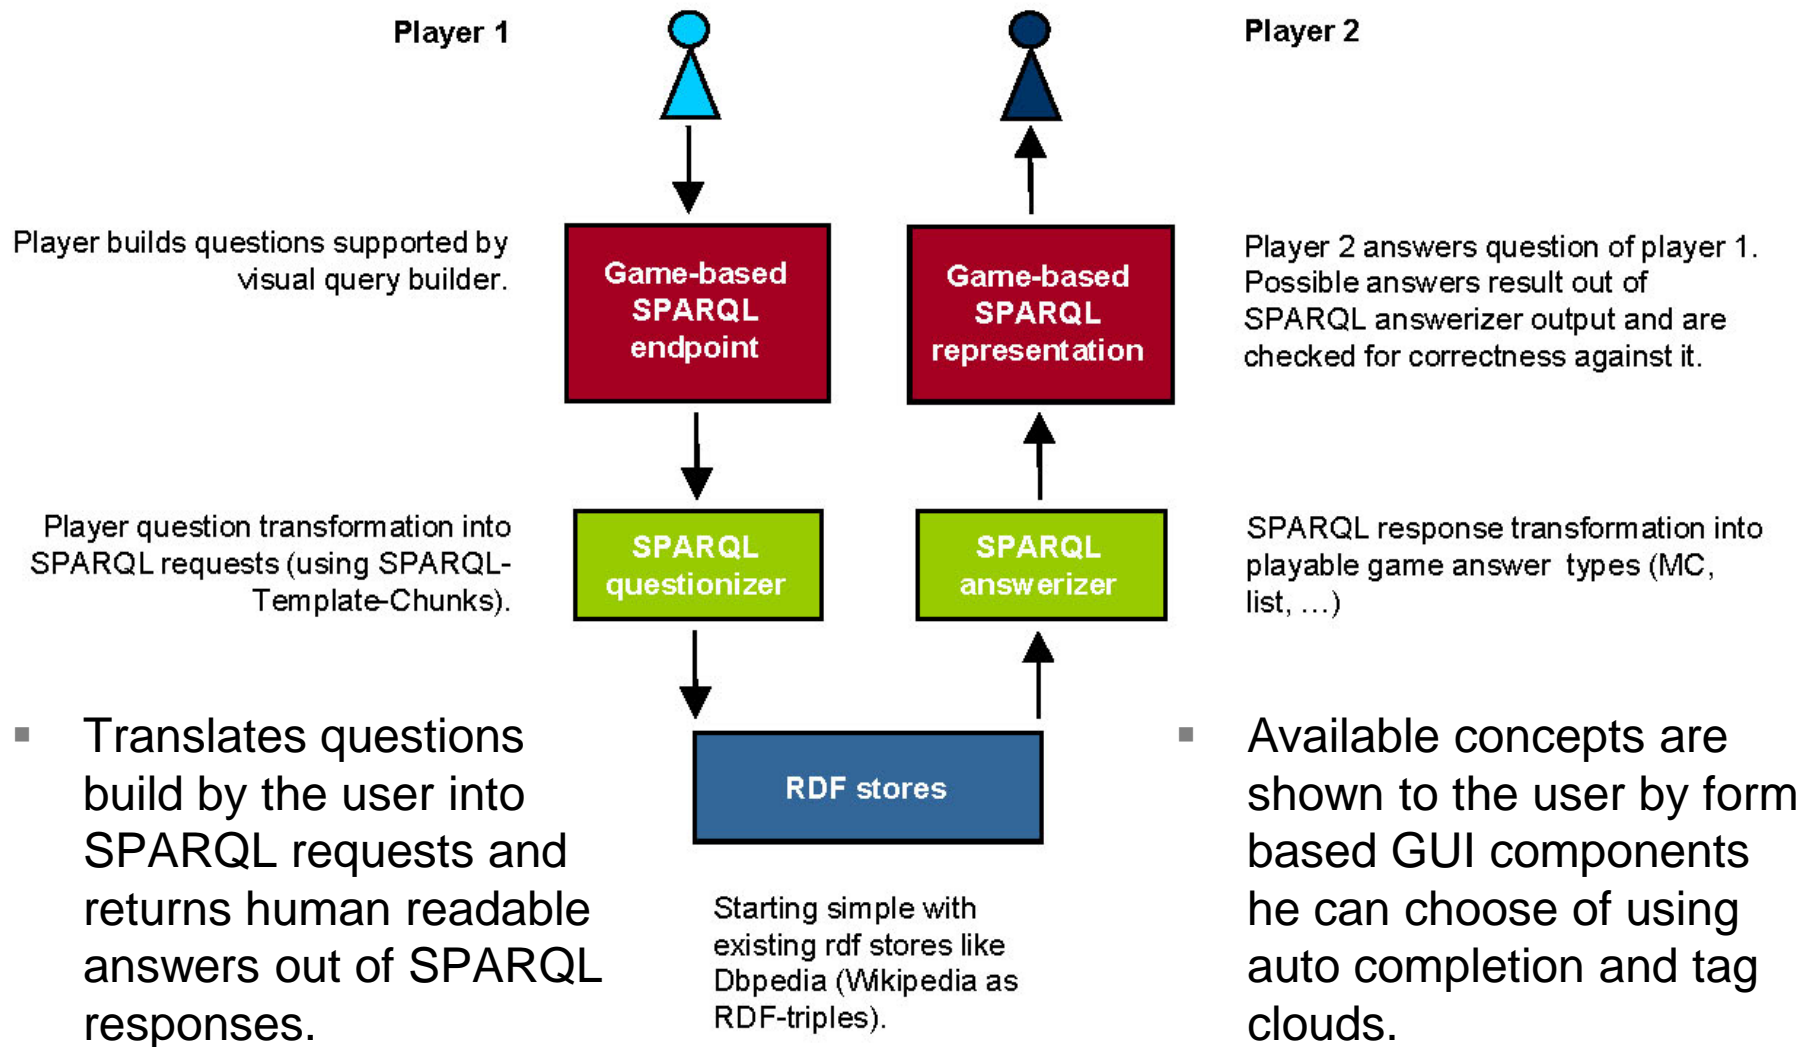 Player 1
Player 2
Player builds questions supported by
visual query builder.
Game-based
SPARQL
endpoint
Game-based
SPARQL
representation
Player 2 answers question of player 1.
Possible answers result out of
SPARQL answerizer output and are
checked for correctness against it.
Player question transformation into
SPARQL requests (using SPARQL-
Template-Chunks).
SPARQL
questionizer
SPARQL
answerizer
SPARQL response transformation into
playable game answer types (MC,
list, …)
RDF stores
Starting simple with
existing rdf stores like
Dbpedia (Wikipedia as
RDF-triples).
▪ Translates questions
build by the user into
SPARQL requests and
returns human readable
answers out of SPARQL
responses.
▪ Available concepts are
shown to the user by form
based GUI components
he can choose of using
auto completion and tag
clouds.